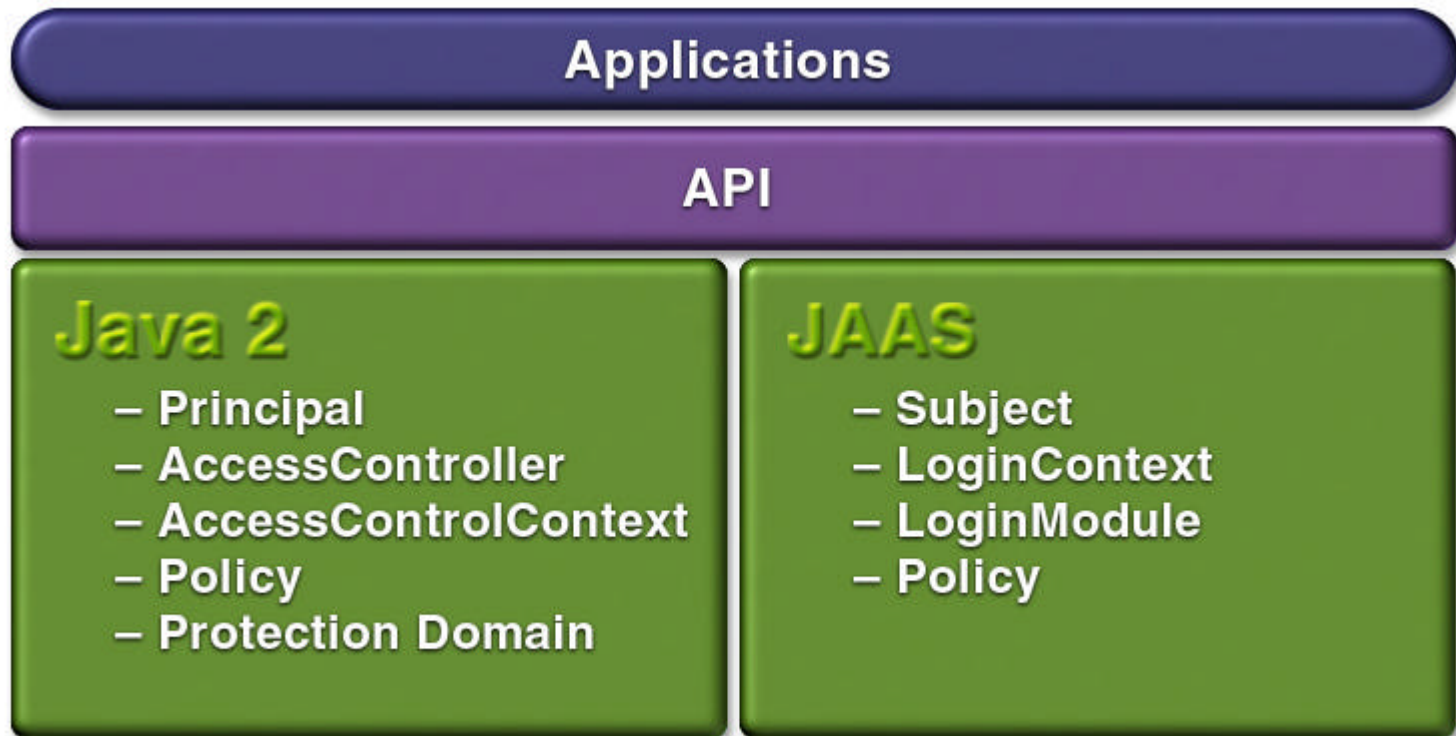 Applications
API
Java 2
– Principal
– AccessController
– AccessControlContext
– Policy
– Protection Domain
JAAS
– Subject
– LoginContext
– LoginModule
– Policy